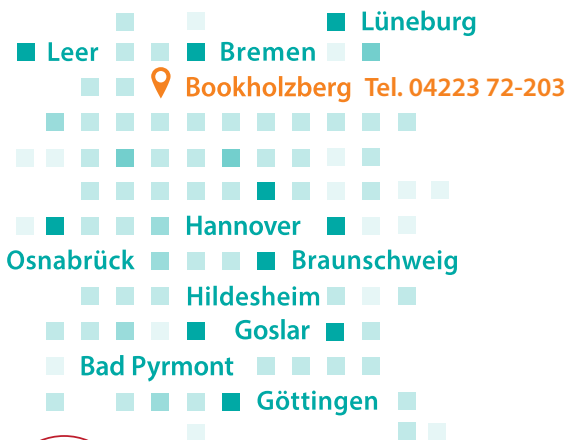 Lüneburg
Leer Bremen
Bookholzberg Tel. 04223 72-203
Hannover
Osnabrück Braunschweig
Hildesheim
Goslar
Bad Pyrmont
Göttingen